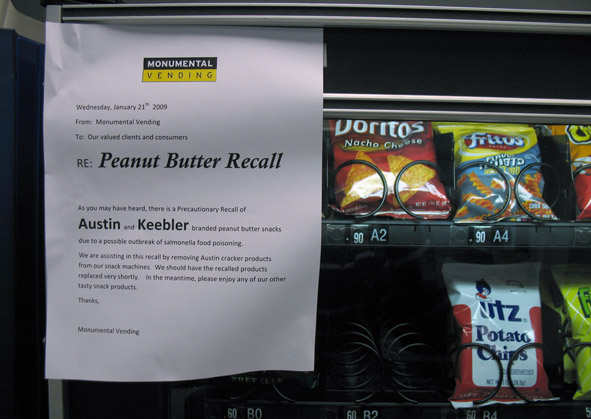 MONUMENTAL
VENDING
Wednesday, January 21th 2009
From: Monumental Vending
To: Our valued clients and consumers
RE: Peanut Butter Recall
As you may have heard, there is a Precautionary Recall of
Austin and Keebler branded peanut butter snacks
due to a possible outbreak of salmonella food poisoning.
We are assisting in this recall by removing Austin cracker products
from our snack machines. We should have the recalled products
replaced very shortly. In the meantime, please enjoy any of our other
tasty snack products.
Thanks,
Monumental Vending
Doritos
Nacho Cheese
Fritos
.90 A2
.90 A4
UTZ
Potato
Chips
.60 B0
.60 B2
.60 B4